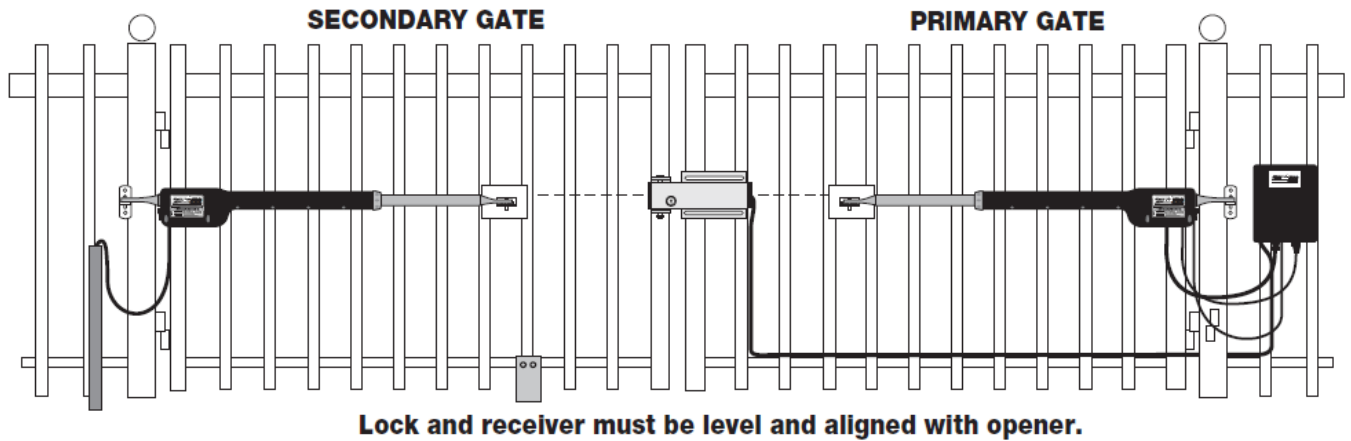 SECONDARY GATE
PRIMARY GATE
Lock and receiver must be level and aligned with opener.